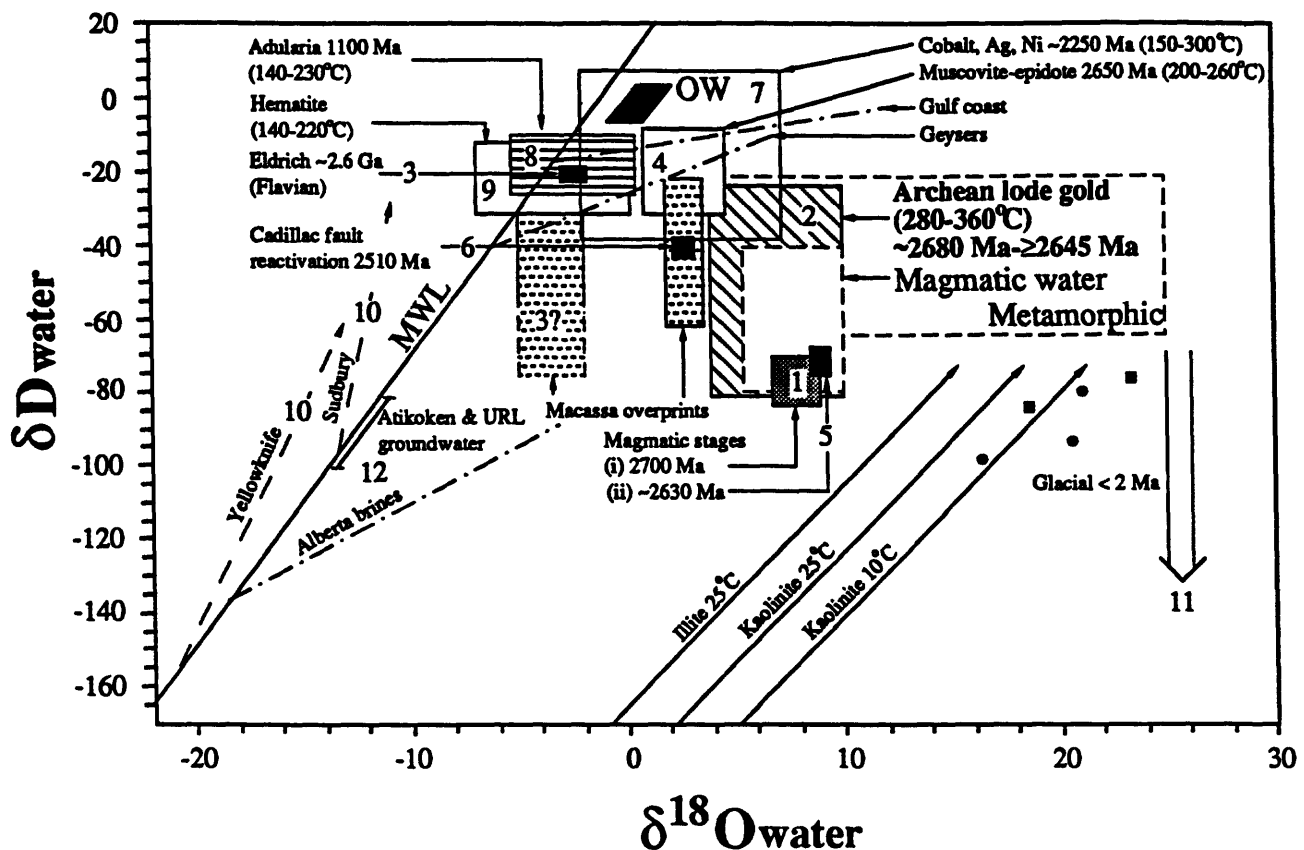 20
0
-20
-40
-60
-80
-100
-120
-140
-160
δDwater
-20
-10
0
10
20
30
δ18Owater
Adularia 1100 Ma
(140-230°C)
Hematite
(140-220°C)
Eldrich ~2.6 Ga
(Flavian)
3
Cadillac fault
reactivation 2510 Ma
6
8
9
OW
7
4
2
Cobalt, Ag, Ni ~2250 Ma (150-300°C)
Muscovite-epidote 2650 Ma (200-260°C)
Gulf coast
Geysers
Archean lode gold
(280-360°C)
~2680 Ma-≥2645 Ma
Magmatic water
Metamorphic
10
10
Yellowknife
Sudbury
MWL
3?
Atikoken & URL
groundwater
12
Alberta brines
Macassa overprints
Magmatic stages
(i) 2700 Ma
(ii) ~2630 Ma
1
5
Illite 25°C
Kaolinite 25°C
Kaolinite 10°C
Glacial < 2 Ma
11